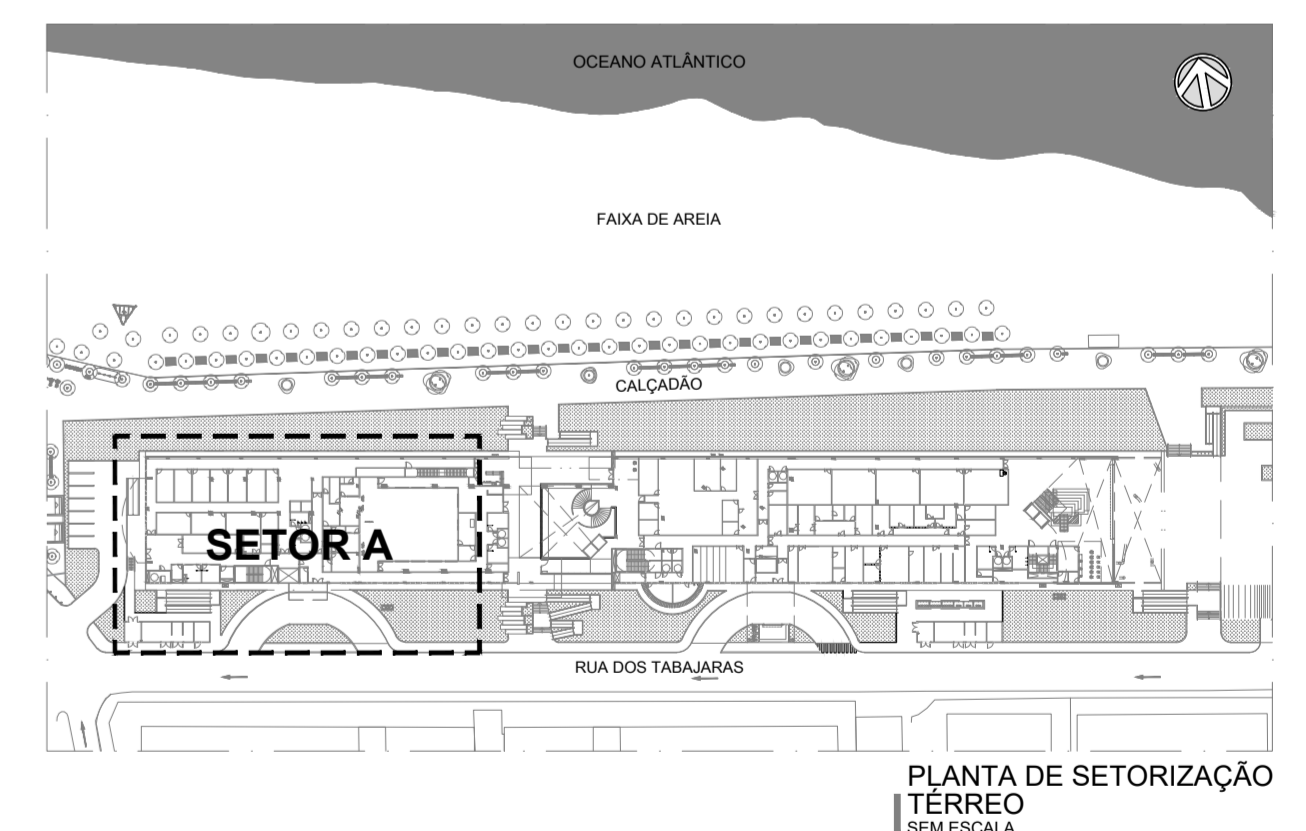 OCEANO ATLÂNTICO
FAIXA DE AREIA
CALÇADÃO
SETOR A
RUA DOS TABAJARAS
PLANTA DE SETORIZAÇÃO
TÉRREO
SEM ESCALA